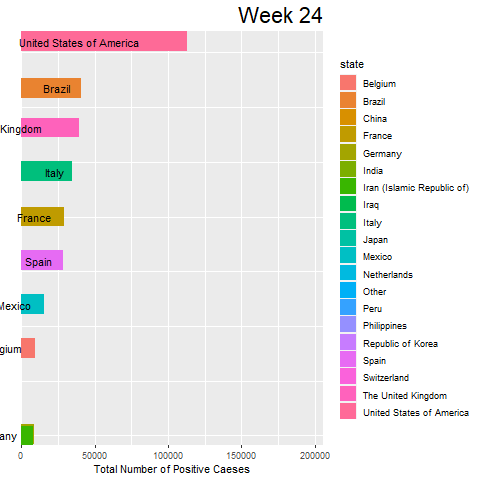 Week 24
United States of America
Brazil
Kingdom
Italy
France
Spain
Mexico
gium
any
0 50000 100000 150000 200000
Total Number of Positive Caeses
state
Belgium
Brazil
China
France
Germany
India
Iran (Islamic Republic of)
Iraq
Italy
Japan
Mexico
Netherlands
Other
Peru
Philippines
Republic of Korea
Spain
Switzerland
The United Kingdom
United States of America